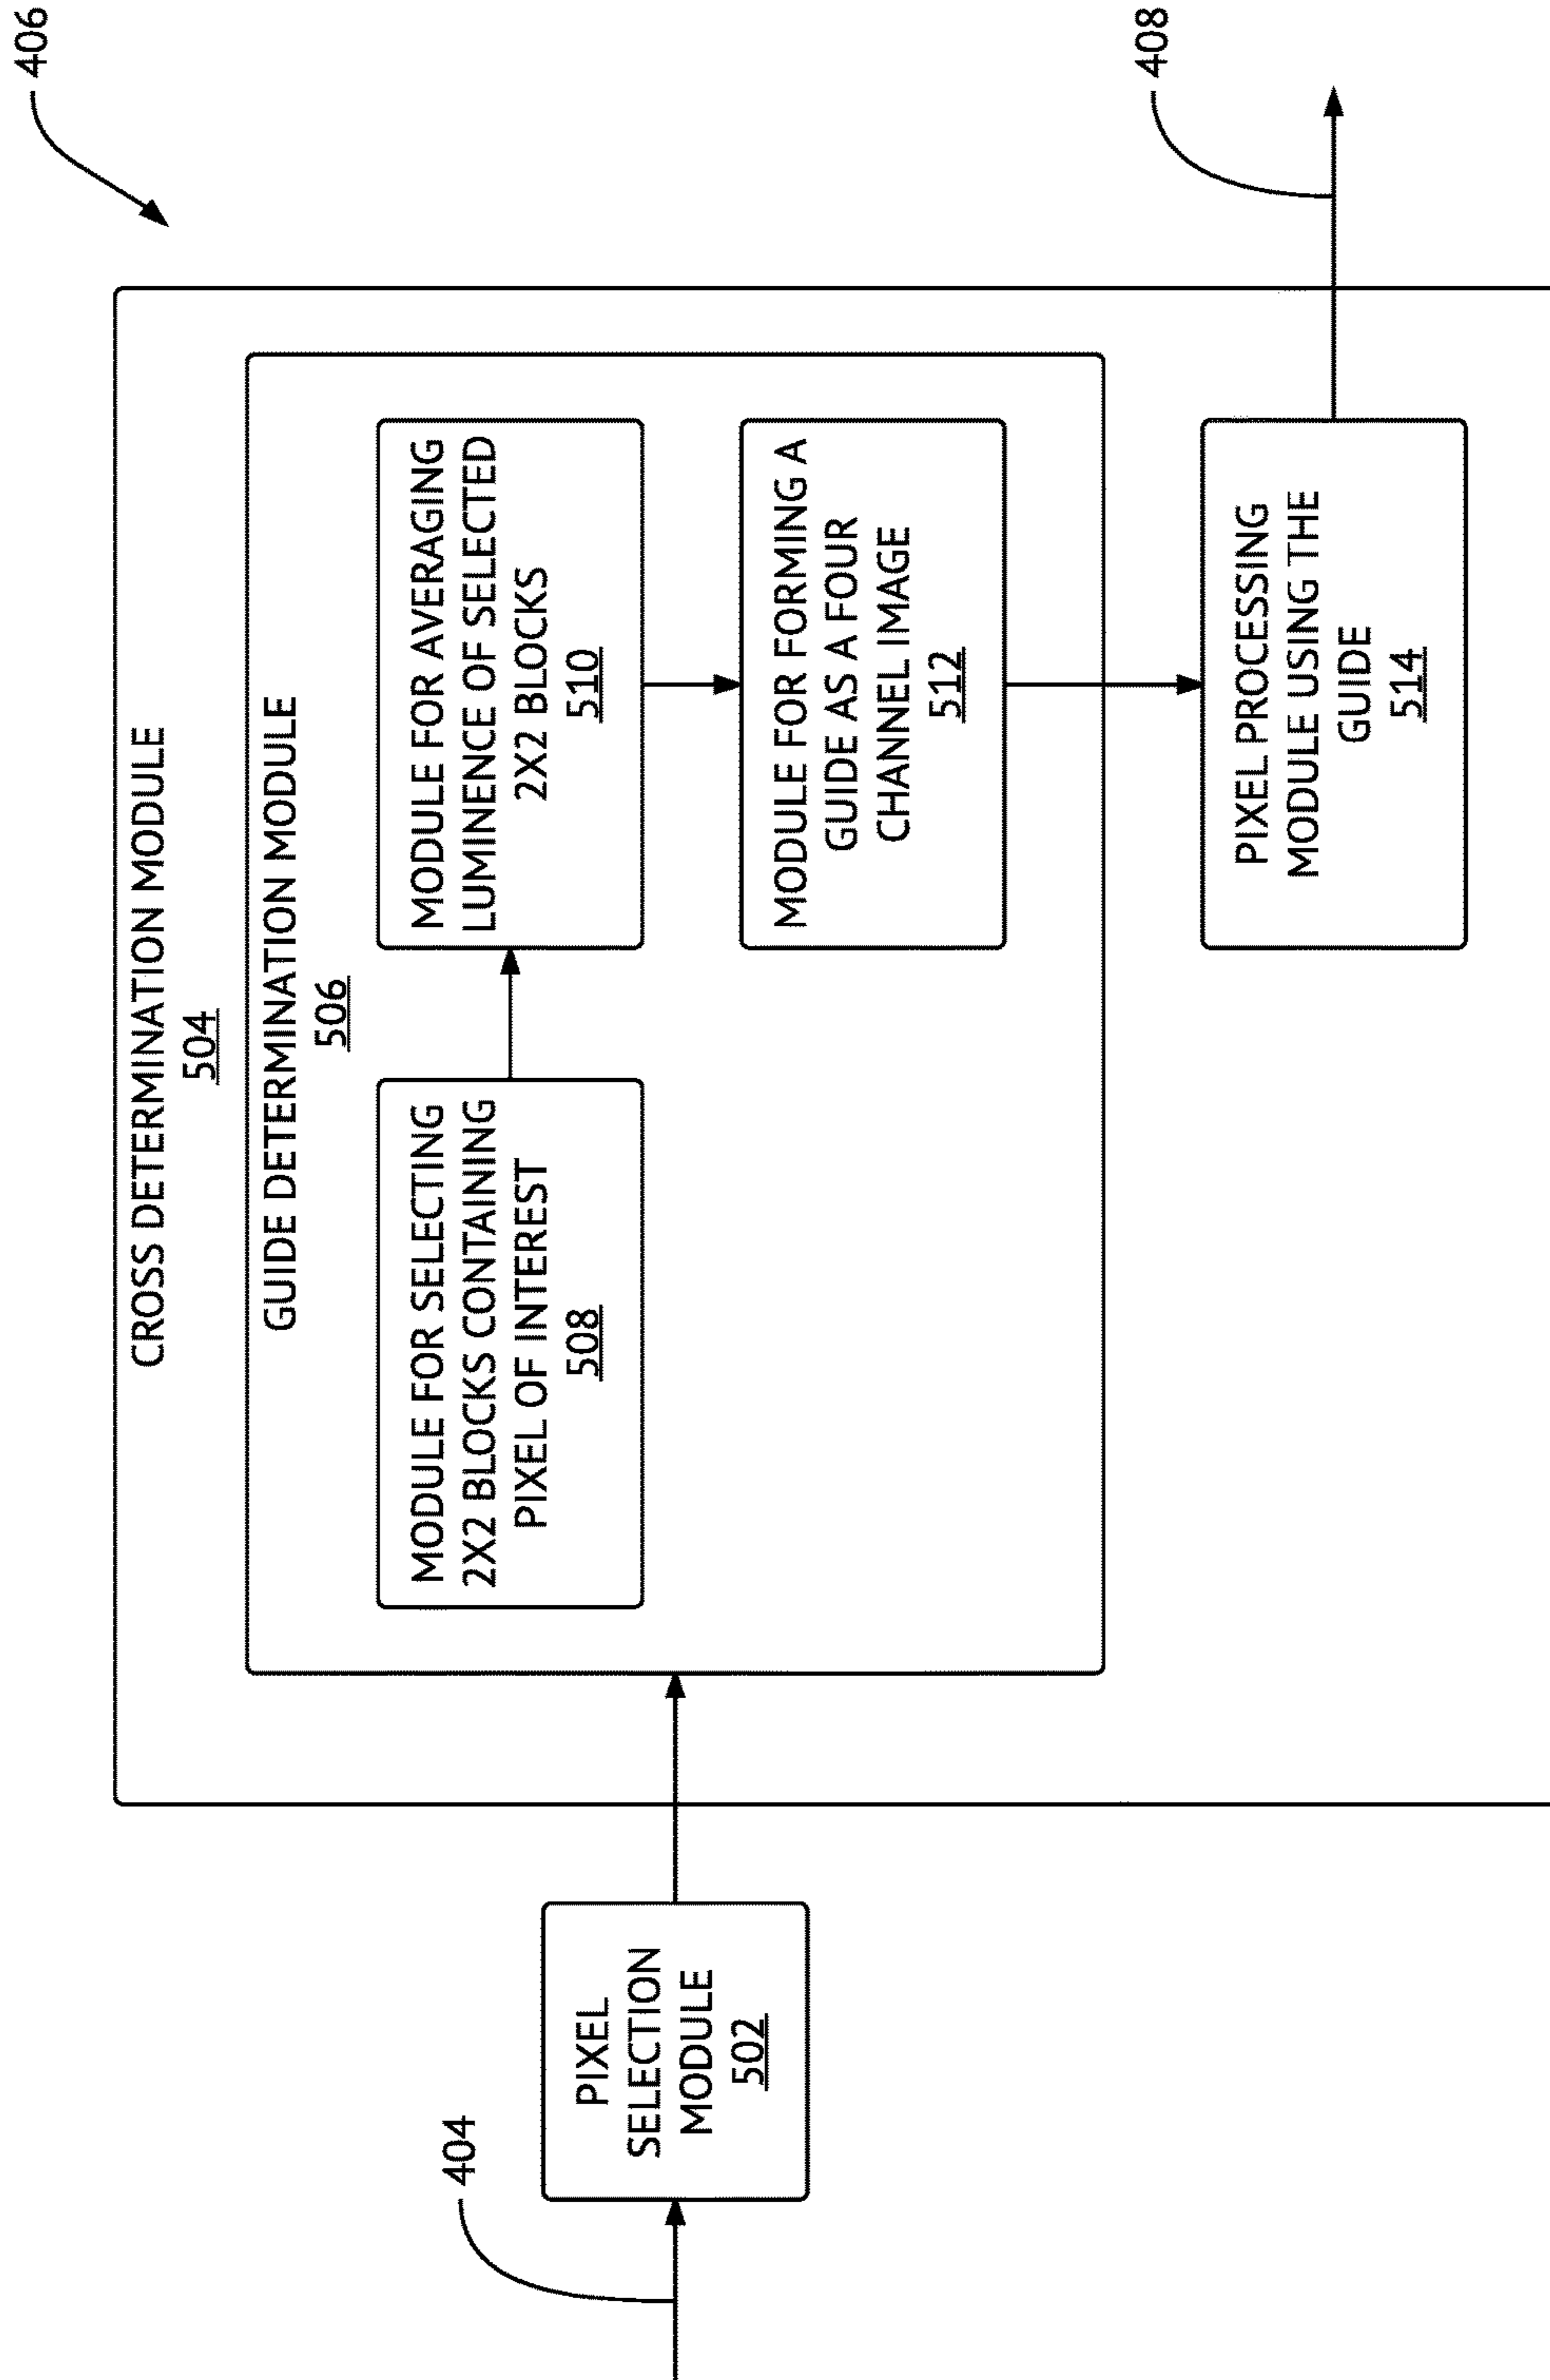 406
CROSS DETERMINATION MODULE
504
GUIDE DETERMINATION MODULE
506
MODULE FOR SELECTING
2X2 BLOCKS CONTAINING
PIXEL OF INTEREST
508
MODULE FOR AVERAGING
LUMINENCE OF SELECTED
2X2 BLOCKS
510
404
PIXEL
SELECTION
MODULE
502
MODULE FOR FORMING A
GUIDE AS A FOUR
CHANNEL IMAGE
512
408
PIXEL PROCESSING
MODULE USING THE
GUIDE
514